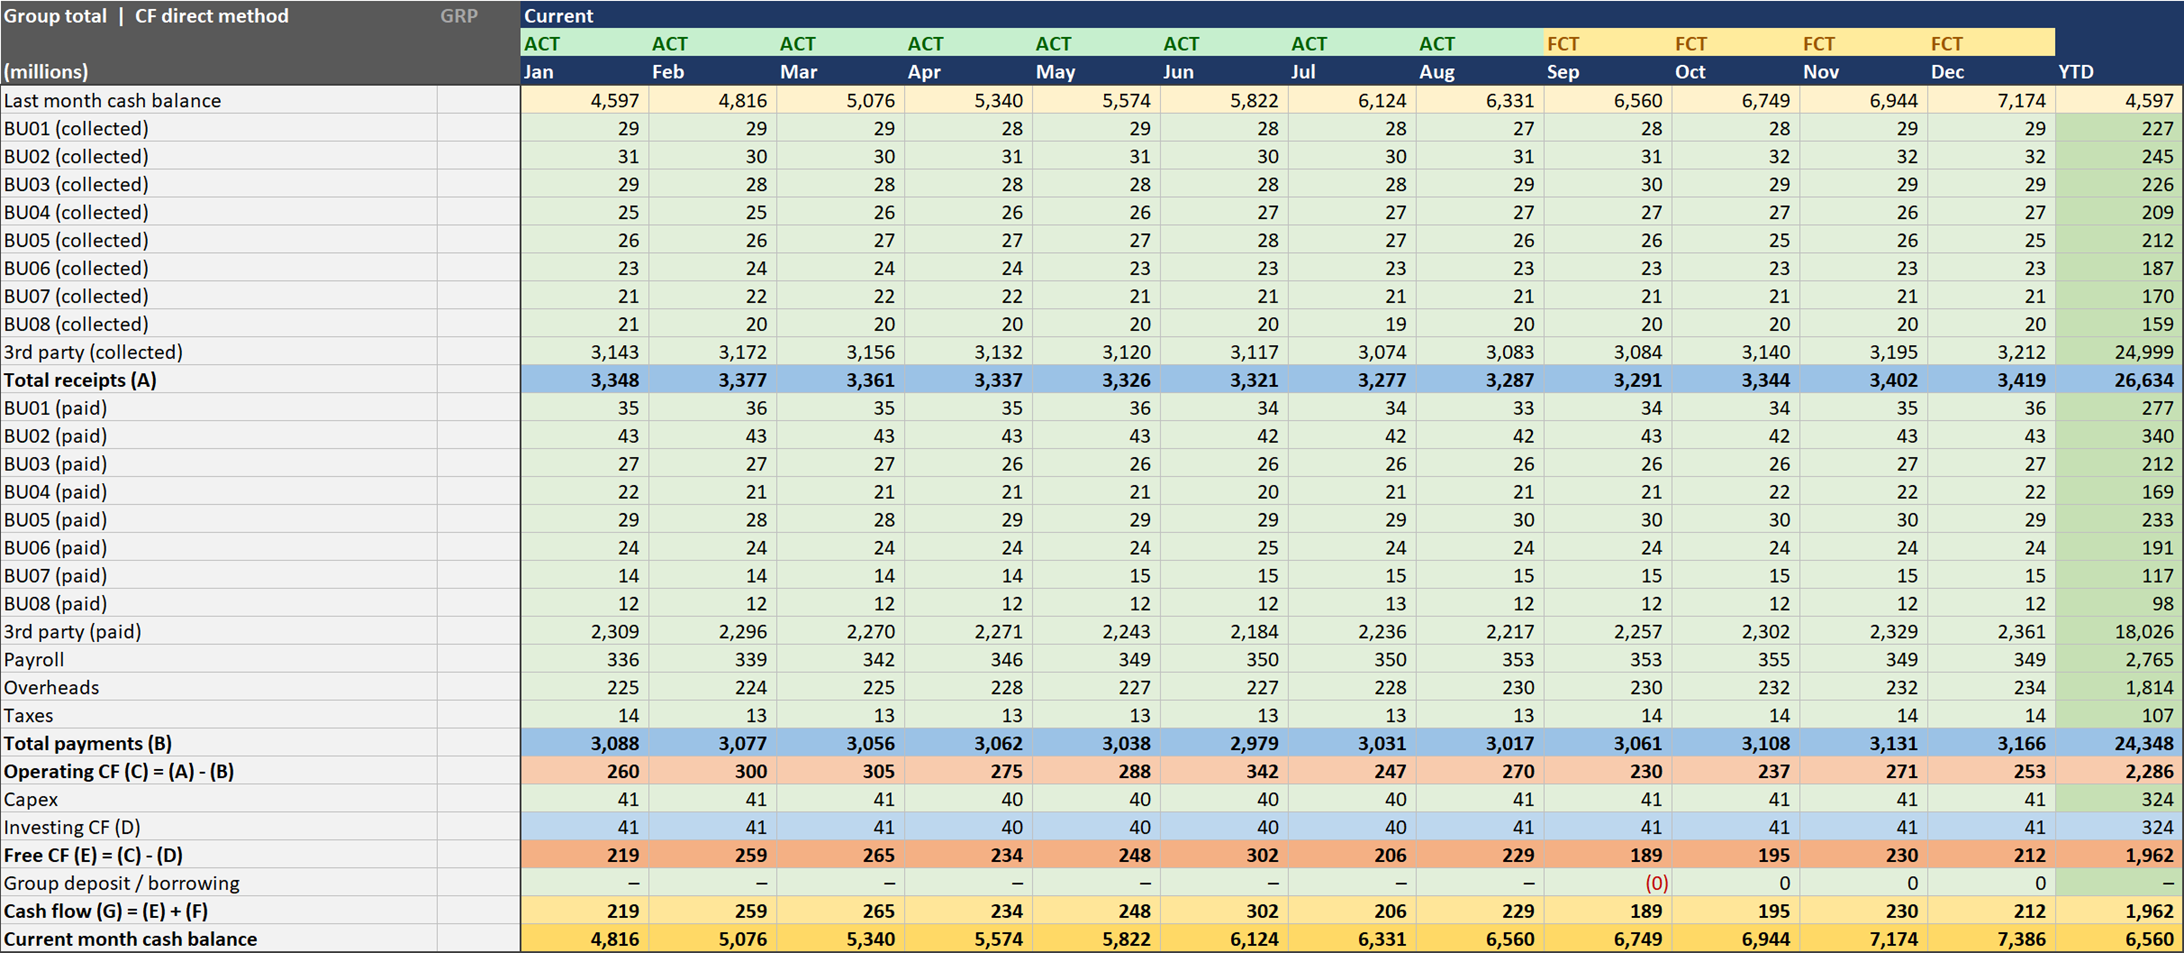 Group total | CF direct method GRP Current
ACT ACT ACT ACT ACT ACT ACT ACT FCT FCT FCT FCT
(millions) Jan Feb Mar Apr May Jun Jul Aug Sep Oct Nov Dec YTD
Last month cash balance 4,597 4,816 5,076 5,340 5,574 5,822 6,124 6,331 6,560 6,749 6,944 7,174 4,597
BU01 (collected) 29 29 29 28 29 28 28 27 28 28 29 29 227
BU02 (collected) 31 30 30 31 31 30 30 31 31 32 32 32 245
BU03 (collected) 29 28 28 28 28 28 28 29 30 29 29 29 226
BU04 (collected) 25 25 26 26 26 27 27 27 27 27 26 27 209
BU05 (collected) 26 26 27 27 27 28 27 26 26 25 26 25 212
BU06 (collected) 23 24 24 24 23 23 23 23 23 23 23 23 187
BU07 (collected) 21 22 22 22 21 21 21 21 21 21 21 21 170
BU08 (collected) 21 20 20 20 20 20 19 20 20 20 20 20 159
3rd party (collected) 3,143 3,172 3,156 3,132 3,120 3,117 3,074 3,083 3,084 3,140 3,195 3,212 24,999
Total receipts (A) 3,348 3,377 3,361 3,337 3,326 3,321 3,277 3,287 3,291 3,344 3,402 3,419 26,634
BU01 (paid) 35 36 35 35 36 34 34 33 34 34 35 36 277
BU02 (paid) 43 43 43 43 43 42 42 42 43 42 43 43 340
BU03 (paid) 27 27 27 26 26 26 26 26 26 26 27 27 212
BU04 (paid) 22 21 21 21 21 20 21 21 21 22 22 22 169
BU05 (paid) 29 28 28 29 29 29 29 30 30 30 30 29 233
BU06 (paid) 24 24 24 24 24 25 24 24 24 24 24 24 191
BU07 (paid) 14 14 14 14 15 15 15 15 15 15 15 15 117
BU08 (paid) 12 12 12 12 12 12 13 12 12 12 12 12 98
3rd party (paid) 2,309 2,296 2,270 2,271 2,243 2,184 2,236 2,217 2,257 2,302 2,329 2,361 18,026
Payroll 336 339 342 346 349 350 350 353 353 355 349 349 2,765
Overheads 225 224 225 228 227 227 228 230 230 232 232 234 1,814
Taxes 14 13 13 13 13 13 13 13 14 14 14 14 107
Total payments (B) 3,088 3,077 3,056 3,062 3,038 2,979 3,031 3,017 3,061 3,108 3,131 3,166 24,348
Operating CF (C) = (A) - (B) 260 300 305 275 288 342 247 270 230 237 271 253 2,286
Capex 41 41 41 40 40 40 40 41 41 41 41 41 324
Investing CF (D) 41 41 41 40 40 40 40 41 41 41 41 41 324
Free CF (E) = (C) - (D) 219 259 265 234 248 302 206 229 189 195 230 212 1,962
Group deposit / borrowing – – – – – – – – (0) 0 0 0 –
Cash flow (G) = (E) + (F) 219 259 265 234 248 302 206 229 189 195 230 212 1,962
Current month cash balance 4,816 5,076 5,340 5,574 5,822 6,124 6,331 6,560 6,749 6,944 7,174 7,386 6,560